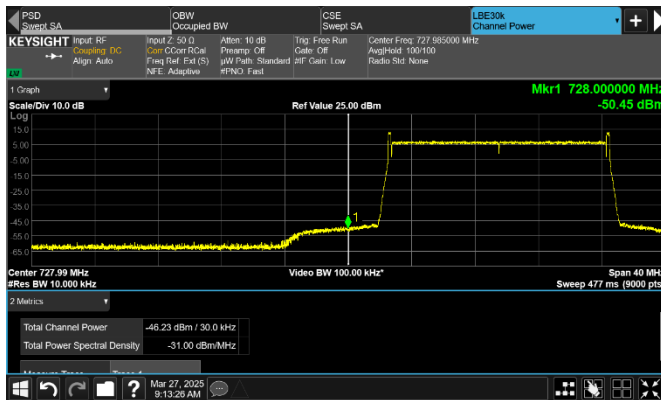 PSD
Swept SA
OBW
Occupied BW
CSE
Swept SA
LBE30k
Channel Power
KEYSIGHT
Input: RF
Coupling: DC
Align: Auto
Input Z: 50 Ω
Corr CCorr RCal
Freq Ref: Ext (S)
NFE: Adaptive
Atten: 10 dB
Preamp: Off
µW Path: Standard
#PNO: Fast
Trig: Free Run
Gate: Off
#IF Gain: Low
Center Freq: 727.985000 MHz
Avg|Hold: 100/100
Radio Std: None
LW
1 Graph
Mkr1 728.000000 MHz
Scale/Div 10.0 dB
Ref Value 25.00 dBm
-50.45 dBm
Log
15.0
5.00
-5.00
-15.0
-25.0
-35.0
-45.0
-55.0
-65.0
1
Center 727.99 MHz
Video BW 100.00 kHz*
Span 40 MHz
#Res BW 10.000 kHz
Sweep 477 ms (9000 pts)
2 Metrics
Total Channel Power
-46.23 dBm / 30.0 kHz
Total Power Spectral Density
-31.00 dBm/MHz
Measure Trace
Trace 1
Mar 27, 2025
9:13:26 AM